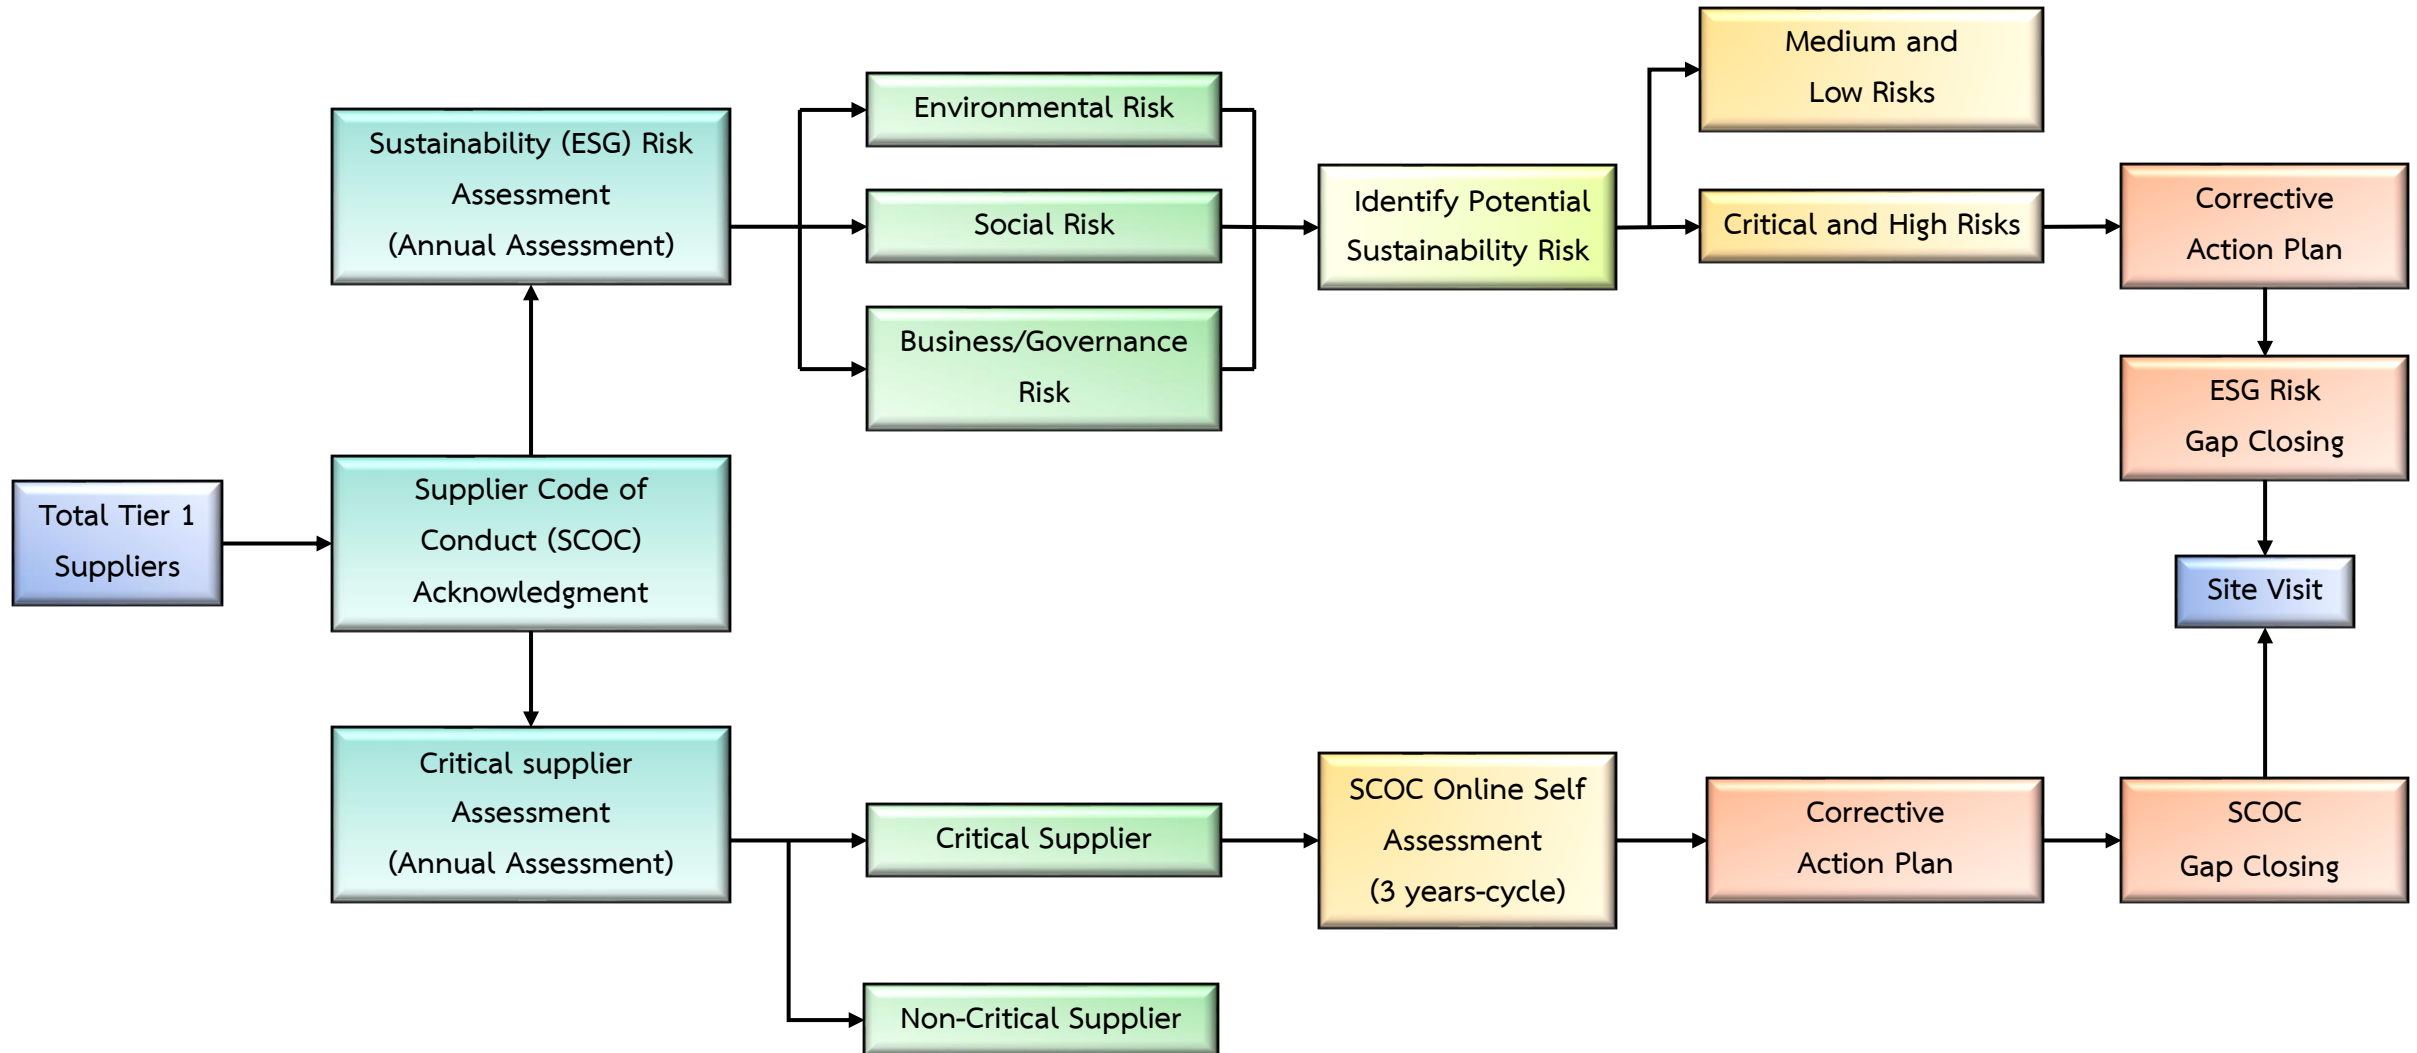 Medium and
Low Risks
Environmental Risk
Sustainability (ESG) Risk
Assessment
(Annual Assessment)
Social Risk
Identify Potential
Sustainability Risk
Critical and High Risks
Corrective
Action Plan
Business/Governance
Risk
ESG Risk
Gap Closing
Total Tier 1
Suppliers
Supplier Code of
Conduct (SCOC)
Acknowledgment
Site Visit
Critical supplier
Assessment
(Annual Assessment)
Critical Supplier
SCOC Online Self
Assessment
(3 years-cycle)
Corrective
Action Plan
SCOC
Gap Closing
Non-Critical Supplier